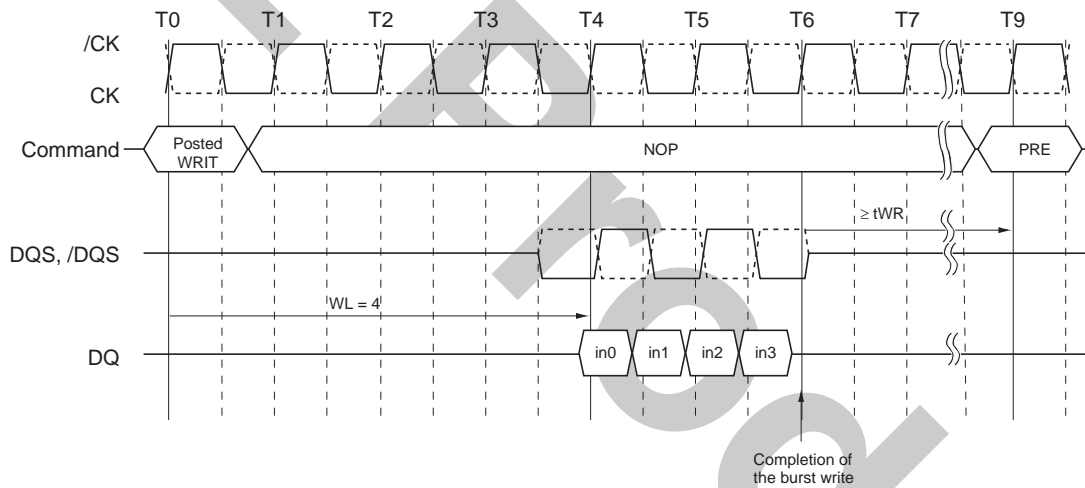 T0 T1 T2 T3 T4 T5 T6 T7 T9
/CK
CK
Command
Posted
WRIT
NOP
PRE
≥ tWR
DQS, /DQS
WL = 4
DQ
in0 in1 in2 in3
Completion of
the burst write